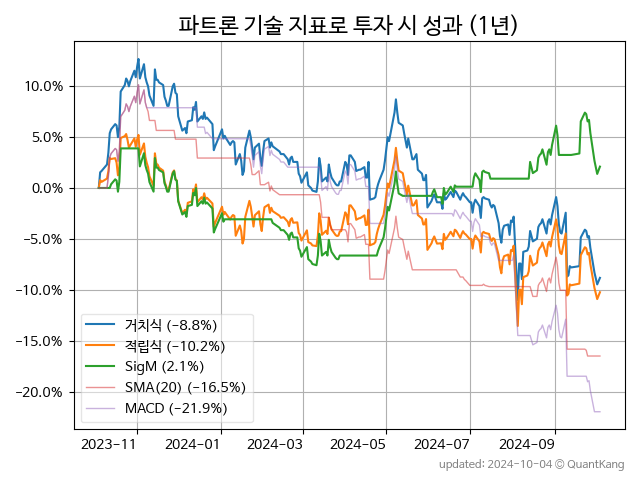 파트론 기술 지표로 투자 시 성과 (1년)
10.0%
5.0%
0.0%
−5.0%
−10.0%
−15.0%
−20.0%
거치식 (−8.8%)
적립식 (−10.2%)
SigM (2.1%)
SMA(20) (−16.5%)
MACD (−21.9%)
2023-11 2024-01 2024-03 2024-05 2024-07 2024-09
updated: 2024-10-04 © QuantKang